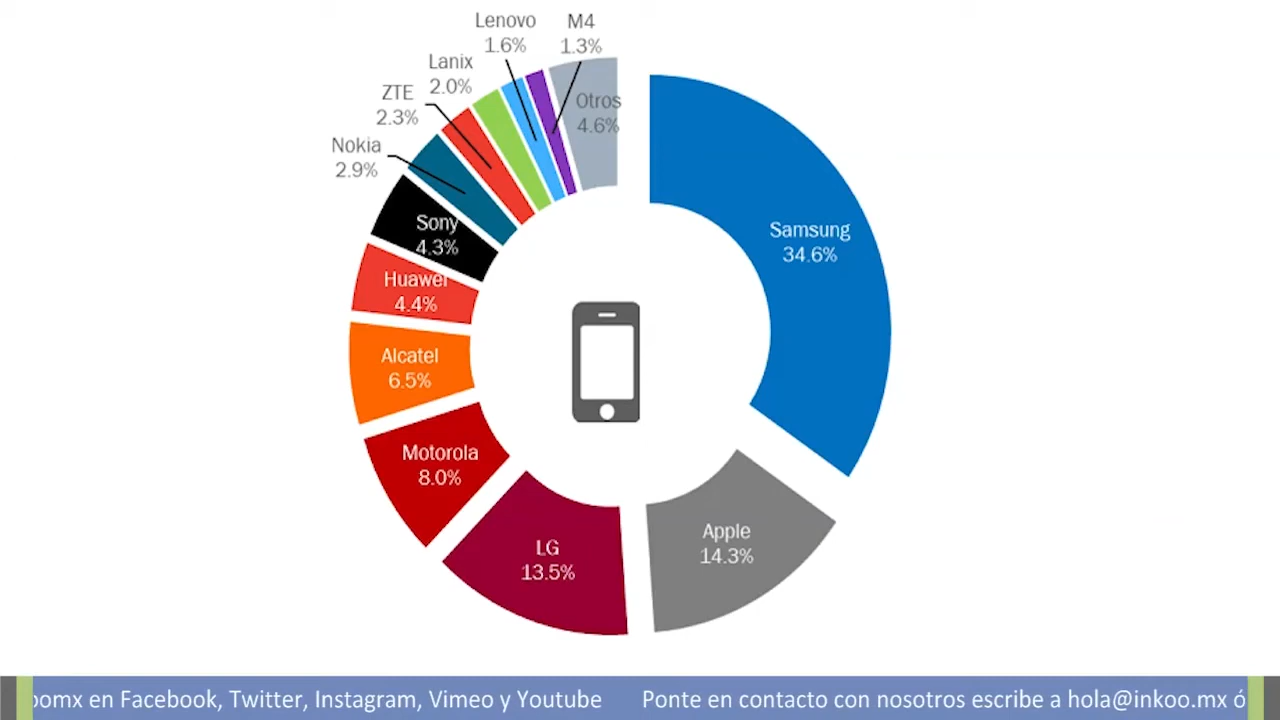 Lenovo
1.6%
M4
1.3%
Lanix
2.0%
ZTE
2.3%
Otros
4.6%
Nokia
2.9%
Sony
4.3%
Samsung
34.6%
Huawei
4.4%
Alcatel
6.5%
Motorola
8.0%
Apple
14.3%
LG
13.5%
en Facebook, Twitter, Instagram, Vimeo y Youtube Ponte en contacto con nosotros escribe a hola@inkoo.mx ó